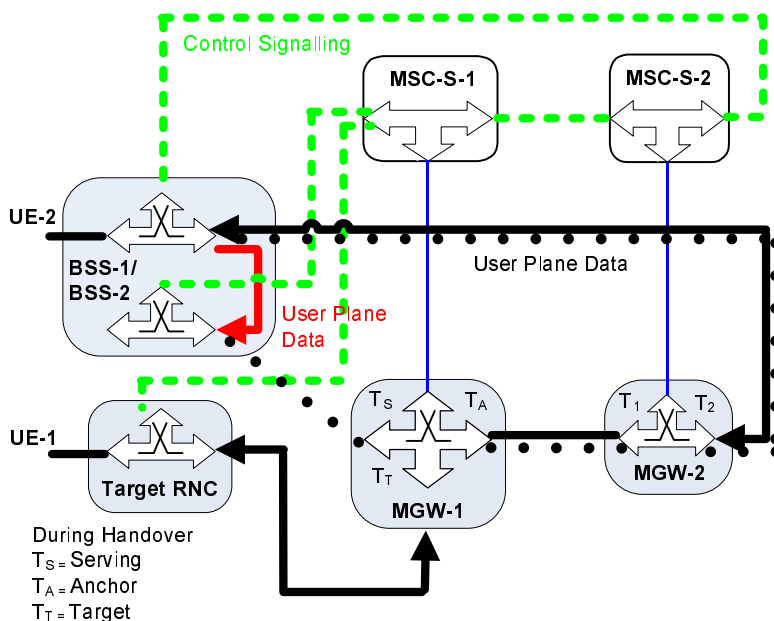 Control Signalling
MSC-S-1
MSC-S-2
UE-2
BSS-1/
BSS-2
User Plane Data
User Plane
Data
UE-1
Target RNC
TS
TA
TT
MGW-1
T1
T2
MGW-2
During Handover
TS = Serving
TA = Anchor
TT = Target